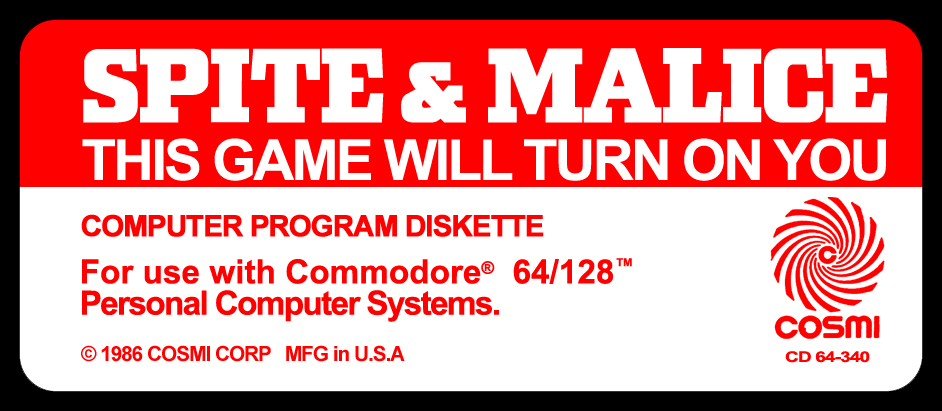 SPITE & MALICE
THIS GAME WILL TURN ON YOU
COMPUTER PROGRAM DISKETTE
For use with Commodore® 64/128™
Personal Computer Systems.
© 1986 COSMI CORP MFG in U.S.A
C
COSMI
CD 64-340